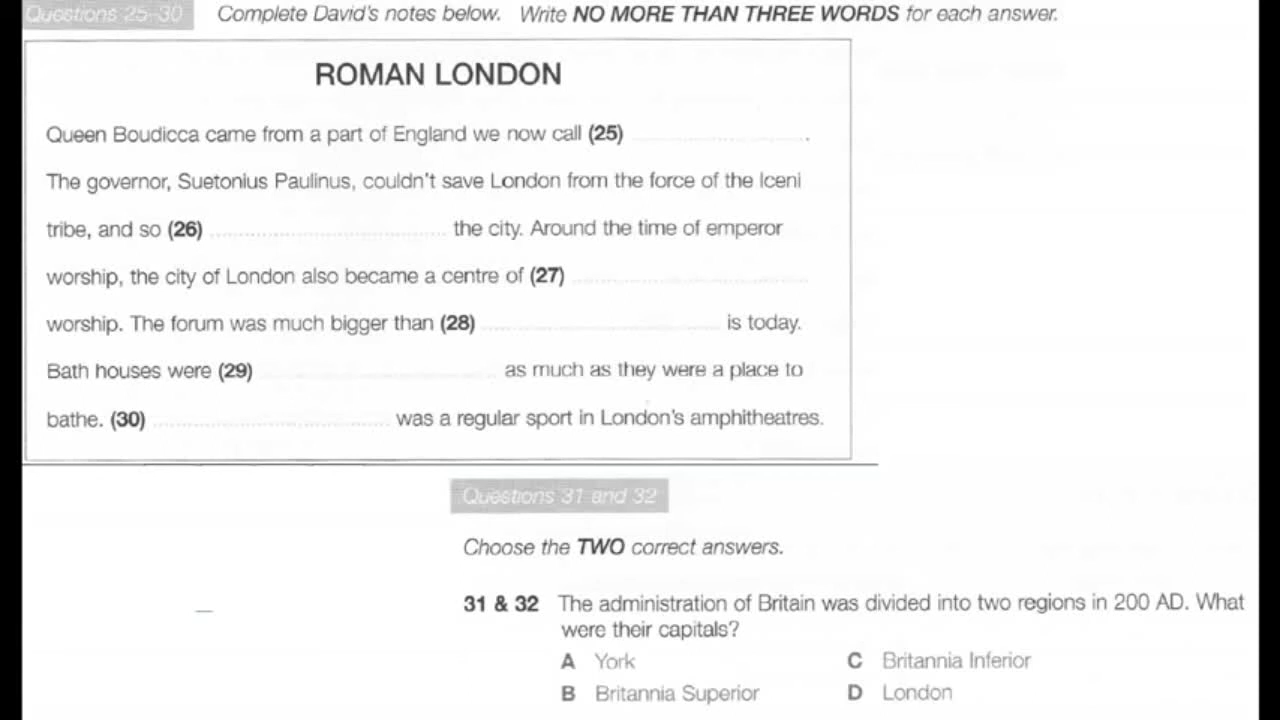 Questions 25-30 Complete David's notes below. Write NO MORE THAN THREE WORDS for each answer.
ROMAN LONDON
Queen Boudicca came from a part of England we now call (25) .................... .
The governor, Suetonius Paulinus, couldn't save London from the force of the Iceni
tribe, and so (26) .................... the city. Around the time of emperor
worship, the city of London also became a centre of (27) ....................
worship. The forum was much bigger than (28) .................... is today.
Bath houses were (29) .................... as much as they were a place to
bathe. (30) .................... was a regular sport in London's amphitheatres.
Questions 31 and 32
Choose the TWO correct answers.
31 & 32 The administration of Britain was divided into two regions in 200 AD. What
were their capitals?
A York C Britannia Inferior
B Britannia Superior D London